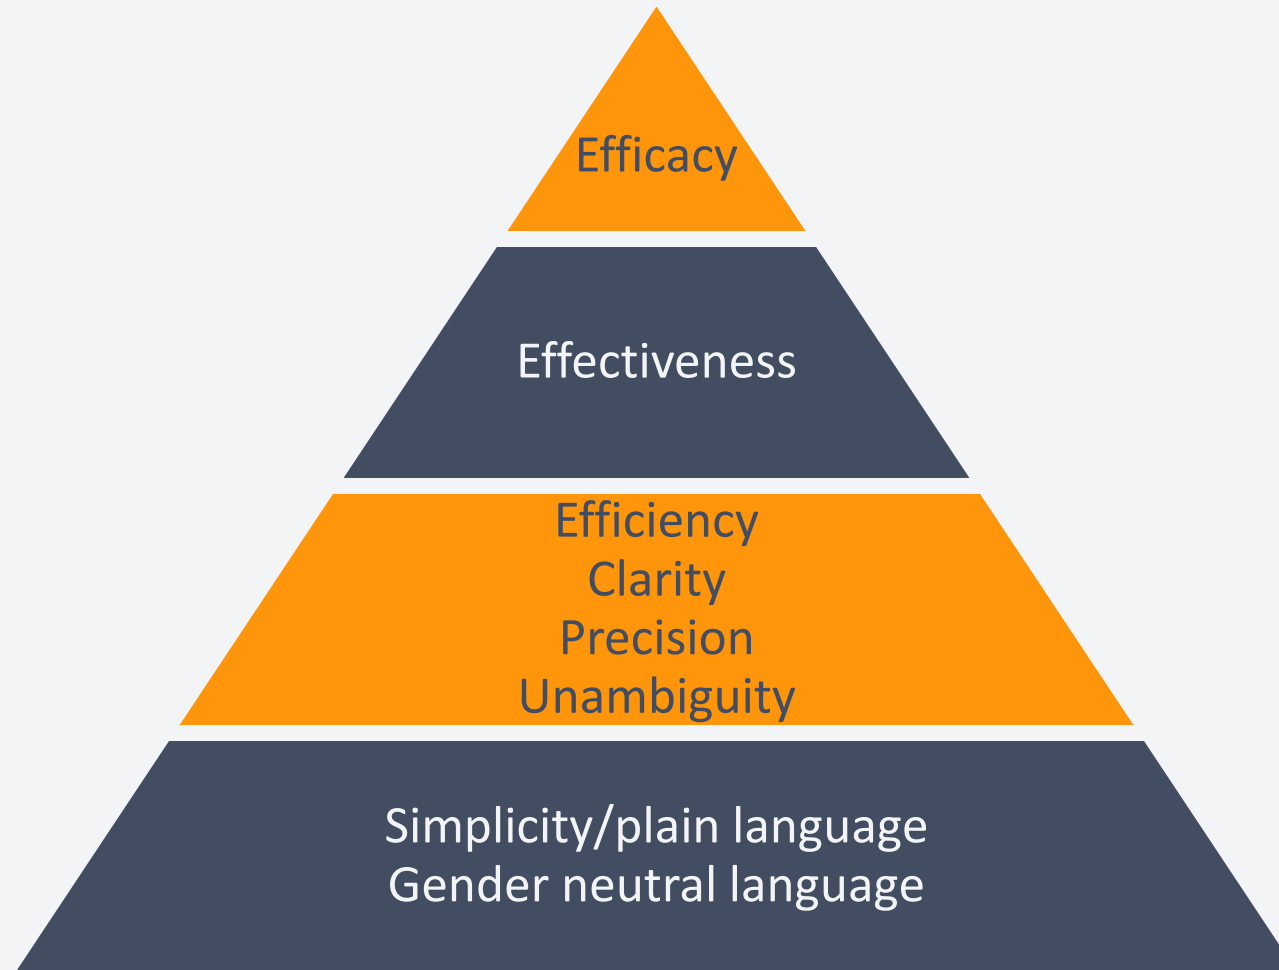 Efficacy
Effectiveness
Efficiency
Clarity
Precision
Unambiguity
Simplicity/plain language
Gender neutral language